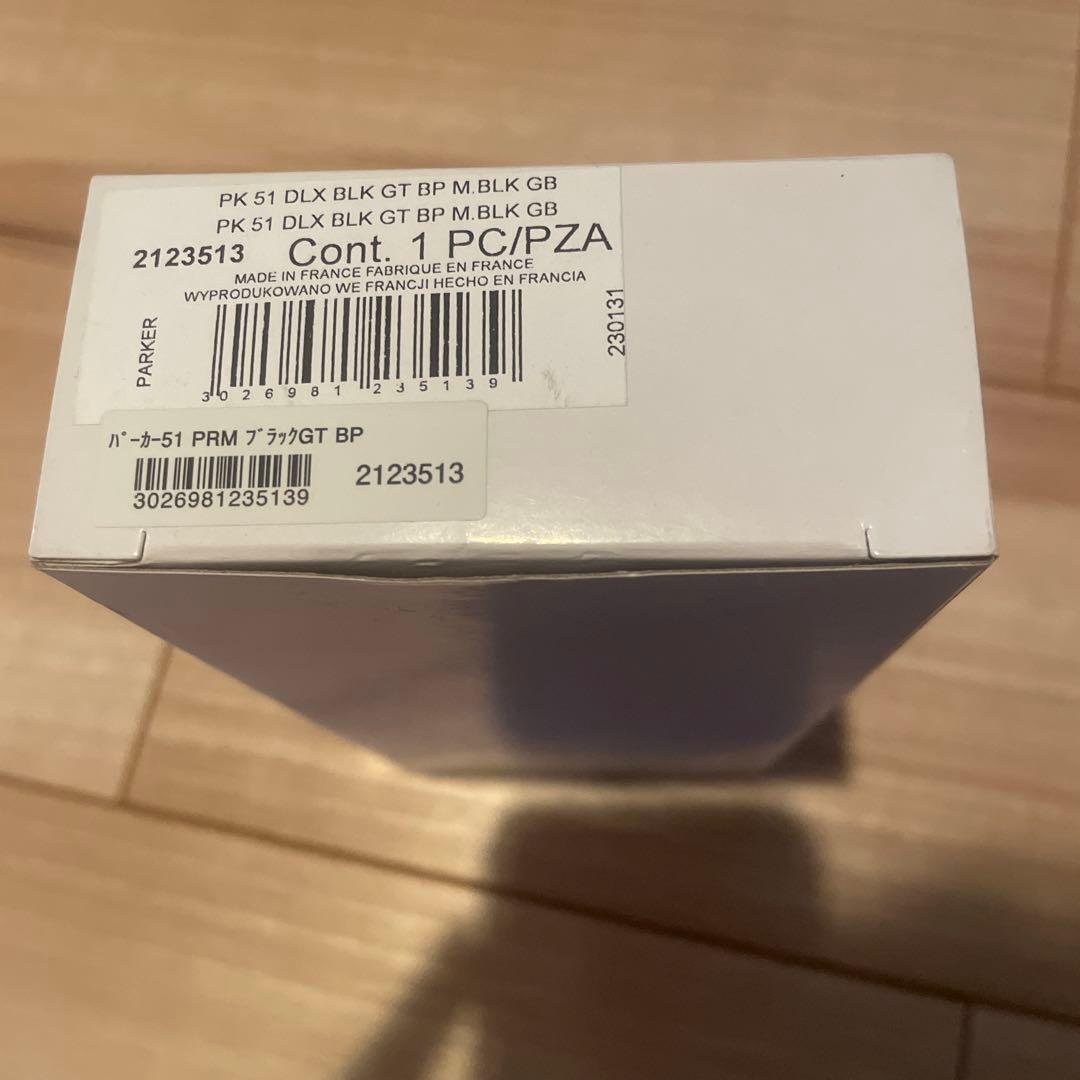 PK 51 DLX BLK GT BP M.BLK GB
PK 51 DLX BLK GT BP M.BLK GB
2123513 Cont. 1 PC/PZA
MADE IN FRANCE FABRIQUE EN FRANCE
WYPRODUKOWANO WE FRANCJI HECHO EN FRANCIA
PARKER
230131
3026981 235139
ﾊﾟｰｶｰ51 PRM ﾌﾞﾗｯｸGT BP
2123513
3026981235139